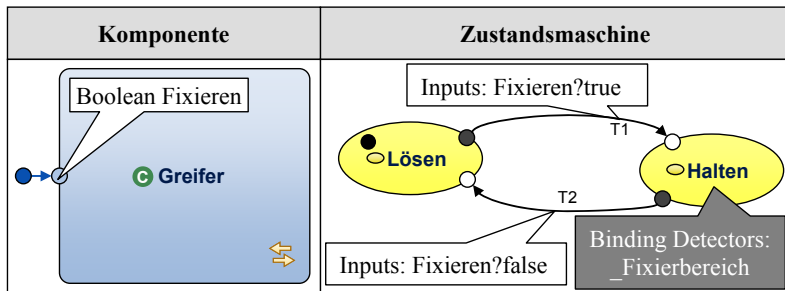 Komponente
Zustandsmaschine
Boolean Fixieren
C Greifer
Inputs: Fixieren?true
T1
Lösen
Halten
T2
Inputs: Fixieren?false
Binding Detectors:
_Fixierbereich